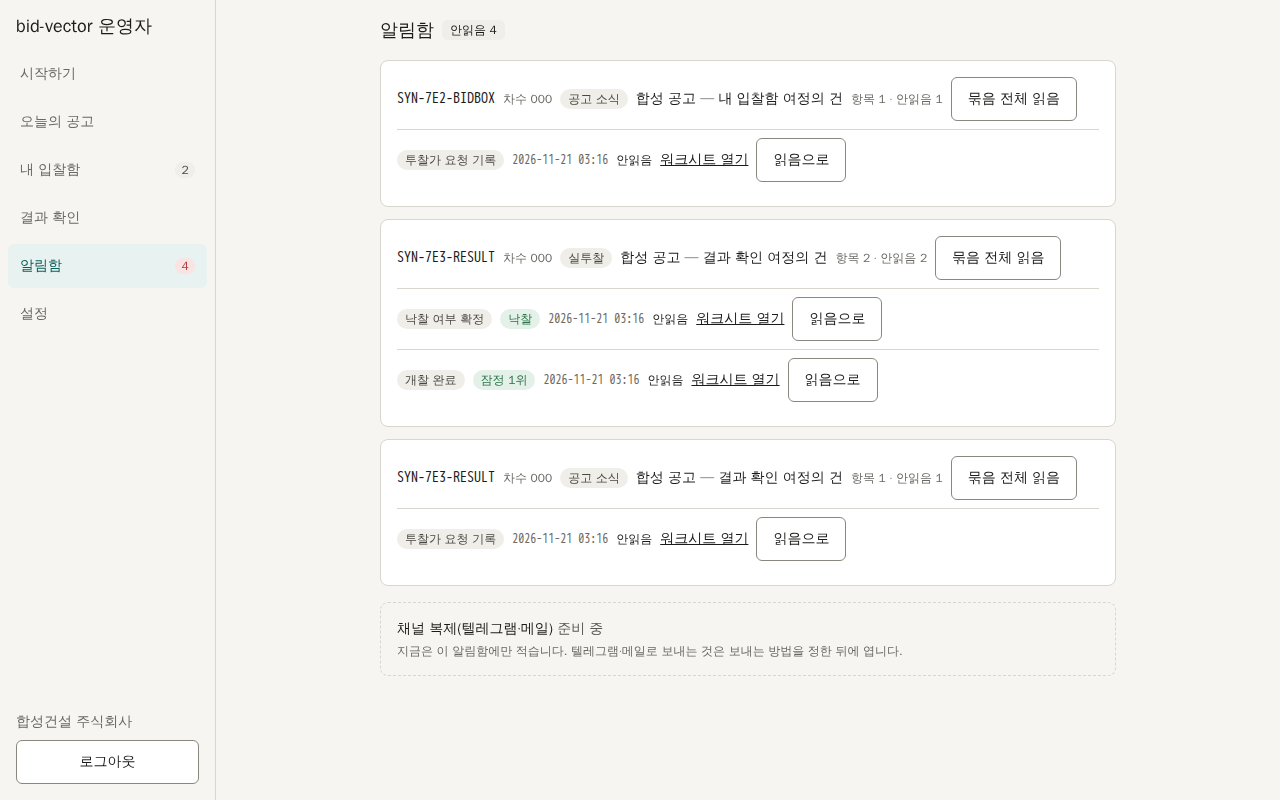 bid-vector 운영자
시작하기
오늘의 공고
내 입찰함 2
결과 확인
알림함 4
설정
합성건설 주식회사
로그아웃
알림함 안읽음 4
SYN-7E2-BIDBOX 차수 000 공고 소식 합성 공고 — 내 입찰함 여정의 건 항목 1 · 안읽음 1 묶음 전체 읽음
투찰가 요청 기록 2026-11-21 03:16 안읽음 워크시트 열기 읽음으로
SYN-7E3-RESULT 차수 000 실투찰 합성 공고 — 결과 확인 여정의 건 항목 2 · 안읽음 2 묶음 전체 읽음
낙찰 여부 확정 낙찰 2026-11-21 03:16 안읽음 워크시트 열기 읽음으로
개찰 완료 잠정 1위 2026-11-21 03:16 안읽음 워크시트 열기 읽음으로
SYN-7E3-RESULT 차수 000 공고 소식 합성 공고 — 결과 확인 여정의 건 항목 1 · 안읽음 1 묶음 전체 읽음
투찰가 요청 기록 2026-11-21 03:16 안읽음 워크시트 열기 읽음으로
채널 복제(텔레그램·메일) 준비 중
지금은 이 알림함에만 적습니다. 텔레그램·메일로 보내는 것은 보내는 방법을 정한 뒤에 엽니다.